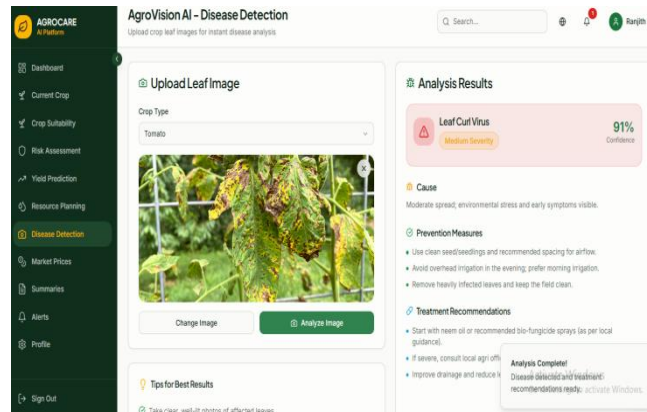 AGROCARE
AI Platform
Dashboard
Current Crop
Crop Suitability
Risk Assessment
Yield Prediction
Resource Planning
Disease Detection
Market Prices
Summaries
Alerts
Profile
Sign Out
AgroVision AI - Disease Detection
Upload crop leaf images for instant disease analysis
Search...
1
Ranjith
Upload Leaf Image
Crop Type
Tomato
X
Change Image
Analyze Image
Tips for Best Results
Take clear, well-lit photos of affected leaves
Analysis Results
Leaf Curl Virus
Medium Severity
91%
Confidence
Cause
Moderate spread; environmental stress and early symptoms visible.
Prevention Measures
Use clean seed/seedlings and recommended spacing for airflow.
Avoid overhead irrigation in the evening; prefer morning irrigation.
Remove heavily infected leaves and keep the field clean.
Treatment Recommendations
Start with neem oil or recommended bio-fungicide sprays (as per local
guidance).
If severe, consult local agri
Improve drainage and reduce
Analysis Complete!
Disease detected and treatment
recommendations ready.
Activate Windows
activate Windows.